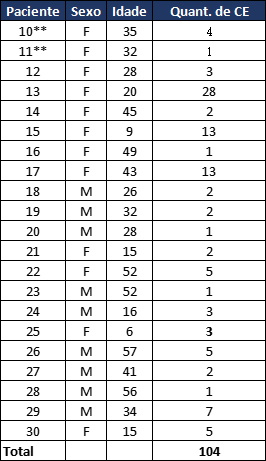 Paciente Sexo Idade Quant. de CE
10** F 35 4
11** F 32 1
12 F 28 3
13 F 20 28
14 F 45 2
15 F 9 13
16 F 49 1
17 F 43 13
18 M 26 2
19 M 32 2
20 M 28 1
21 F 15 2
22 F 52 5
23 M 52 1
24 M 16 3
25 F 6 3
26 M 57 5
27 M 41 2
28 M 56 1
29 M 34 7
30 F 15 5
Total 104